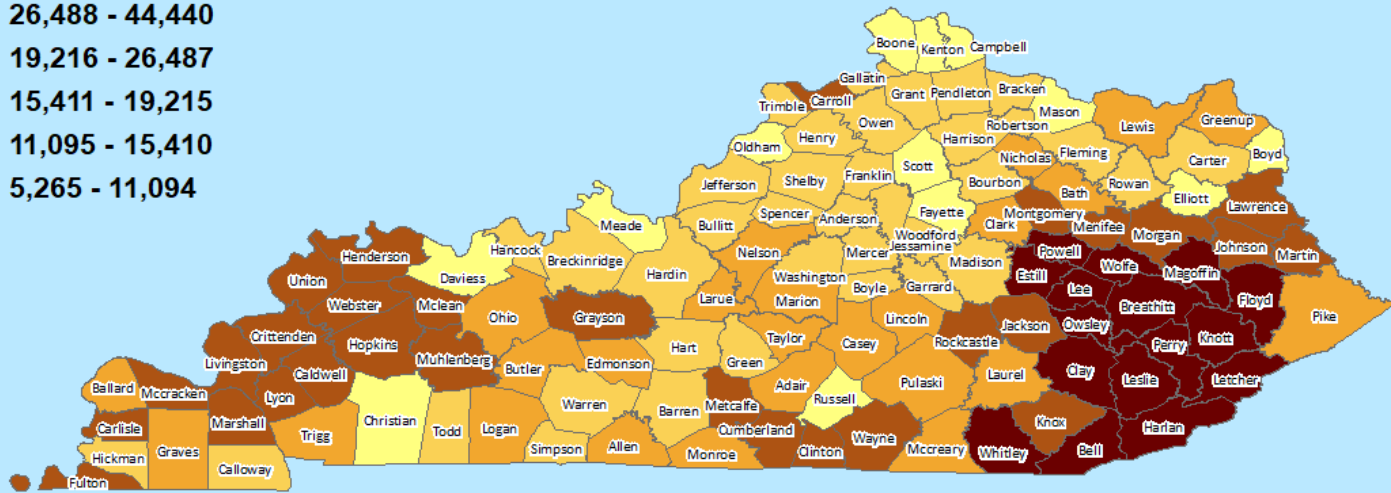 26,488 - 44,440
19,216 - 26,487
15,411 - 19,215
11,095 - 15,410
5,265 - 11,094
Boone
Kenton
Campbell
Gallatin
Grant
Pendleton
Bracken
Trimble
Carroll
Mason
Owen
Robertson
Lewis
Greenup
Henry
Harrison
Oldham
Nicholas
Fleming
Carter
Boyd
Scott
Jefferson
Shelby
Franklin
Bourbon
Rowan
Bath
Elliott
Lawrence
Meade
Bullitt
Spencer
Anderson
Fayette
Clark
Montgomery
Menifee
Morgan
Woodford
Jessamine
Hancock
Henderson
Breckinridge
Nelson
Mercer
Powell
Johnson
Martin
Daviess
Hardin
Washington
Madison
Estill
Wolfe
Magoffin
Union
Boyle
Garrard
Lee
Floyd
Webster
Mclean
Larue
Marion
Breathitt
Pike
Ohio
Grayson
Lincoln
Jackson
Owsley
Crittenden
Taylor
Casey
Rockcastle
Perry
Knott
Hopkins
Hart
Muhlenberg
Green
Livingston
Edmonson
Butler
Laurel
Clay
Leslie
Letcher
Caldwell
Adair
Pulaski
Ballard
Mccracken
Lyon
Warren
Barren
Metcalfe
Russell
Marshall
Christian
Knox
Carlisle
Todd
Logan
Cumberland
Harlan
Trigg
Wayne
Graves
Simpson
Allen
Monroe
Clinton
Mccreary
Whitley
Bell
Hickman
Calloway
Fulton